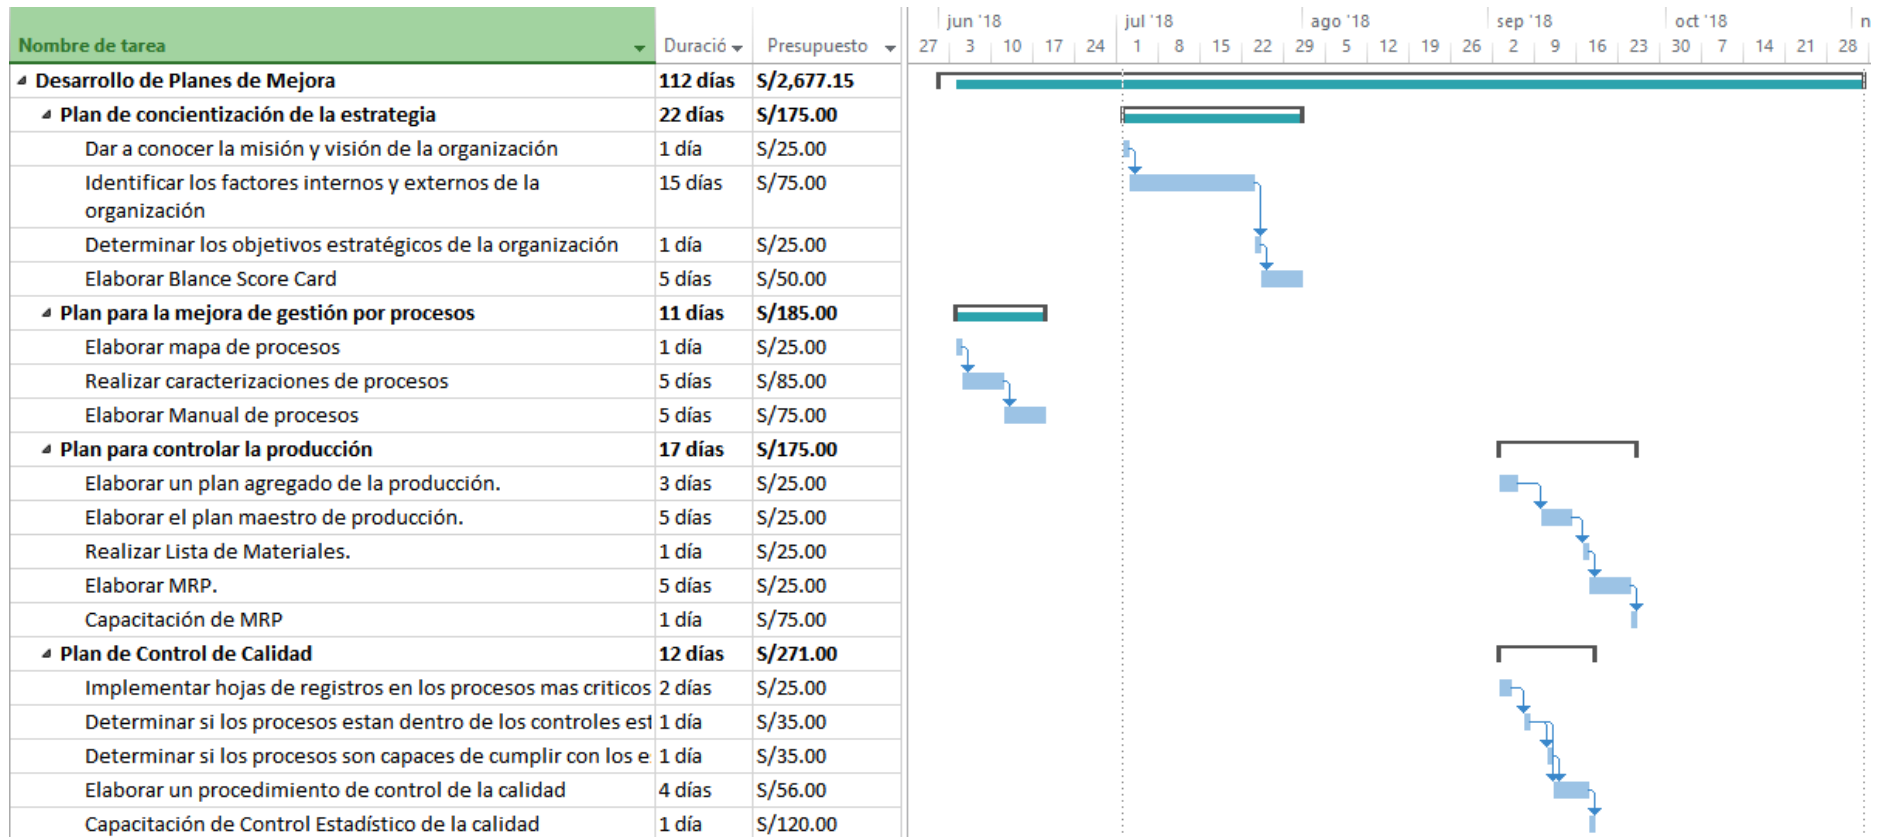 jun '18 jul '18 ago '18 sep '18 oct '18 n
Nombre de tarea Duració Presupuesto 27 3 10 17 24 1 8 15 22 29 5 12 19 26 2 9 16 23 30 7 14 21 28
Desarrollo de Planes de Mejora 112 días S/2,677.15
Plan de concientización de la estrategia 22 días S/175.00
Dar a conocer la misión y visión de la organización 1 día S/25.00
Identificar los factores internos y externos de la 15 días S/75.00
organización
Determinar los objetivos estratégicos de la organización 1 día S/25.00
Elaborar Blance Score Card 5 días S/50.00
Plan para la mejora de gestión por procesos 11 días S/185.00
Elaborar mapa de procesos 1 día S/25.00
Realizar caracterizaciones de procesos 5 días S/85.00
Elaborar Manual de procesos 5 días S/75.00
Plan para controlar la producción 17 días S/175.00
Elaborar un plan agregado de la producción. 3 días S/25.00
Elaborar el plan maestro de producción. 5 días S/25.00
Realizar Lista de Materiales. 1 día S/25.00
Elaborar MRP. 5 días S/25.00
Capacitación de MRP 1 día S/75.00
Plan de Control de Calidad 12 días S/271.00
Implementar hojas de registros en los procesos mas criticos 2 días S/25.00
Determinar si los procesos estan dentro de los controles est 1 día S/35.00
Determinar si los procesos son capaces de cumplir con los e 1 día S/35.00
Elaborar un procedimiento de control de la calidad 4 días S/56.00
Capacitación de Control Estadístico de la calidad 1 día S/120.00